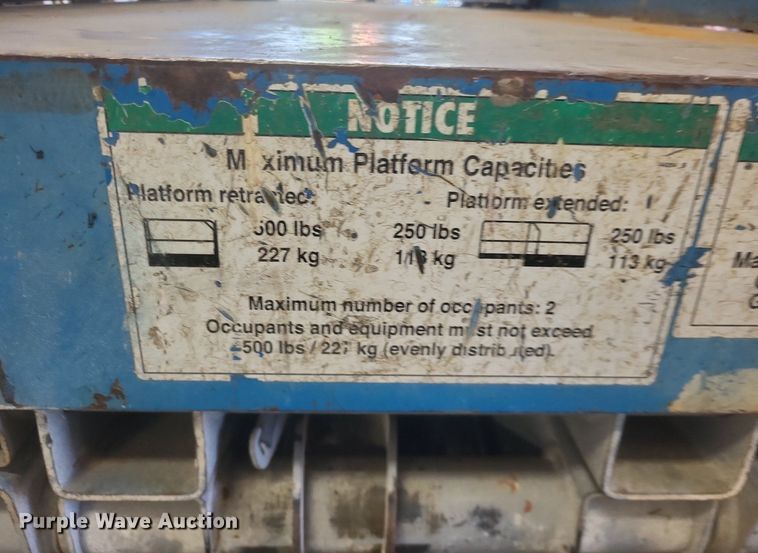 NOTICE
Maximum Platform Capacities
Platform retracted: Platform extended:
500 lbs 250 lbs 250 lbs
227 kg 113 kg 113 kg
Maximum number of occupants: 2
Occupants and equipment must not exceed
500 lbs / 227 kg (evenly distributed).
Ma
G
Purple Wave Auction